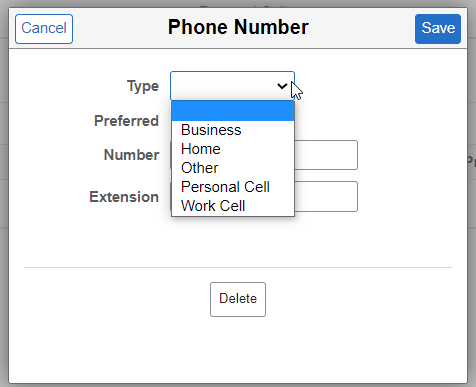 Cancel
Phone Number
Save
Type
Preferred
Business
Number
Home
Other
Extension
Personal Cell
Work Cell
Delete